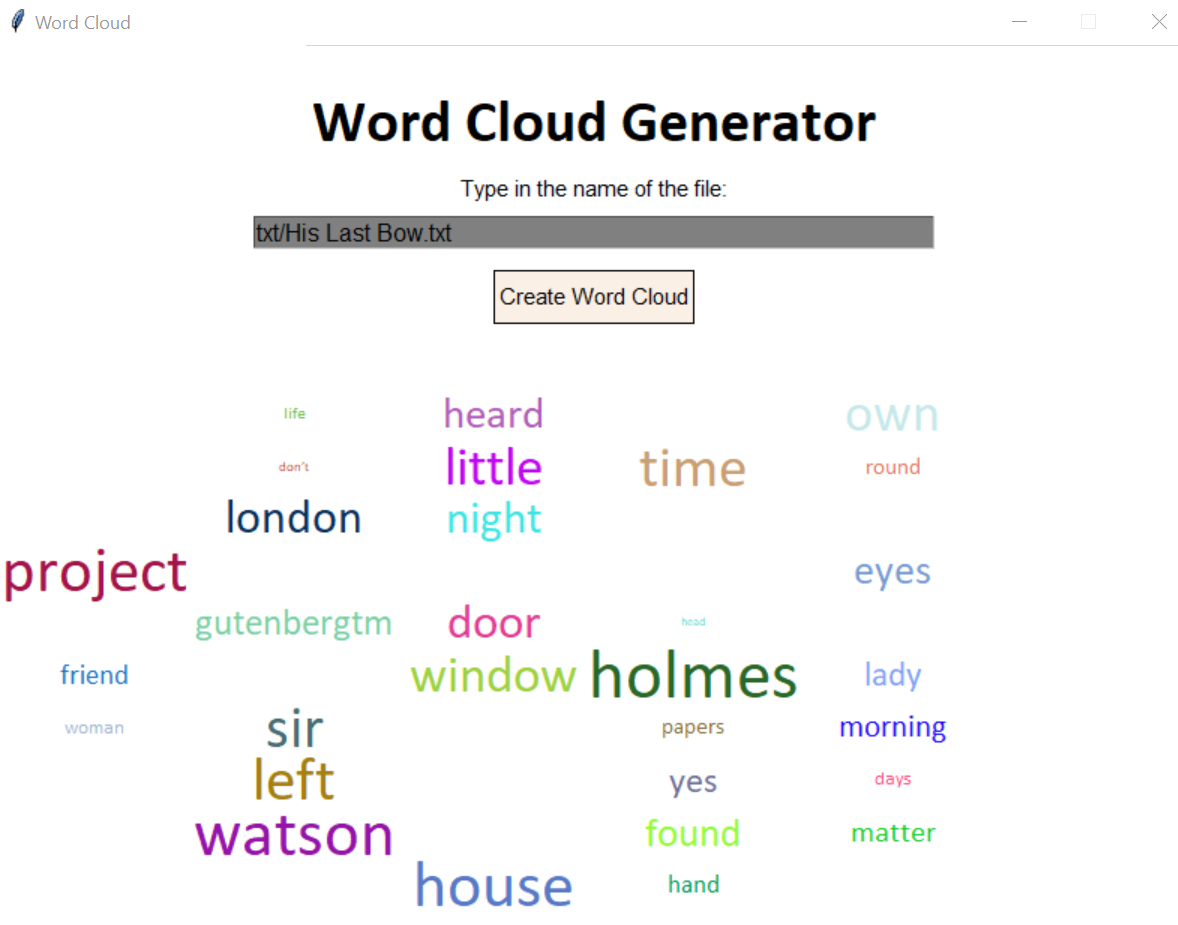 Word Cloud
Word Cloud Generator
Type in the name of the file:
txt/His Last Bow.txt
Create Word Cloud
life heard own
don't little time round
london night
project eyes
gutenbergtm door head
friend window holmes lady
woman sir papers morning
left yes days
watson found matter
house hand